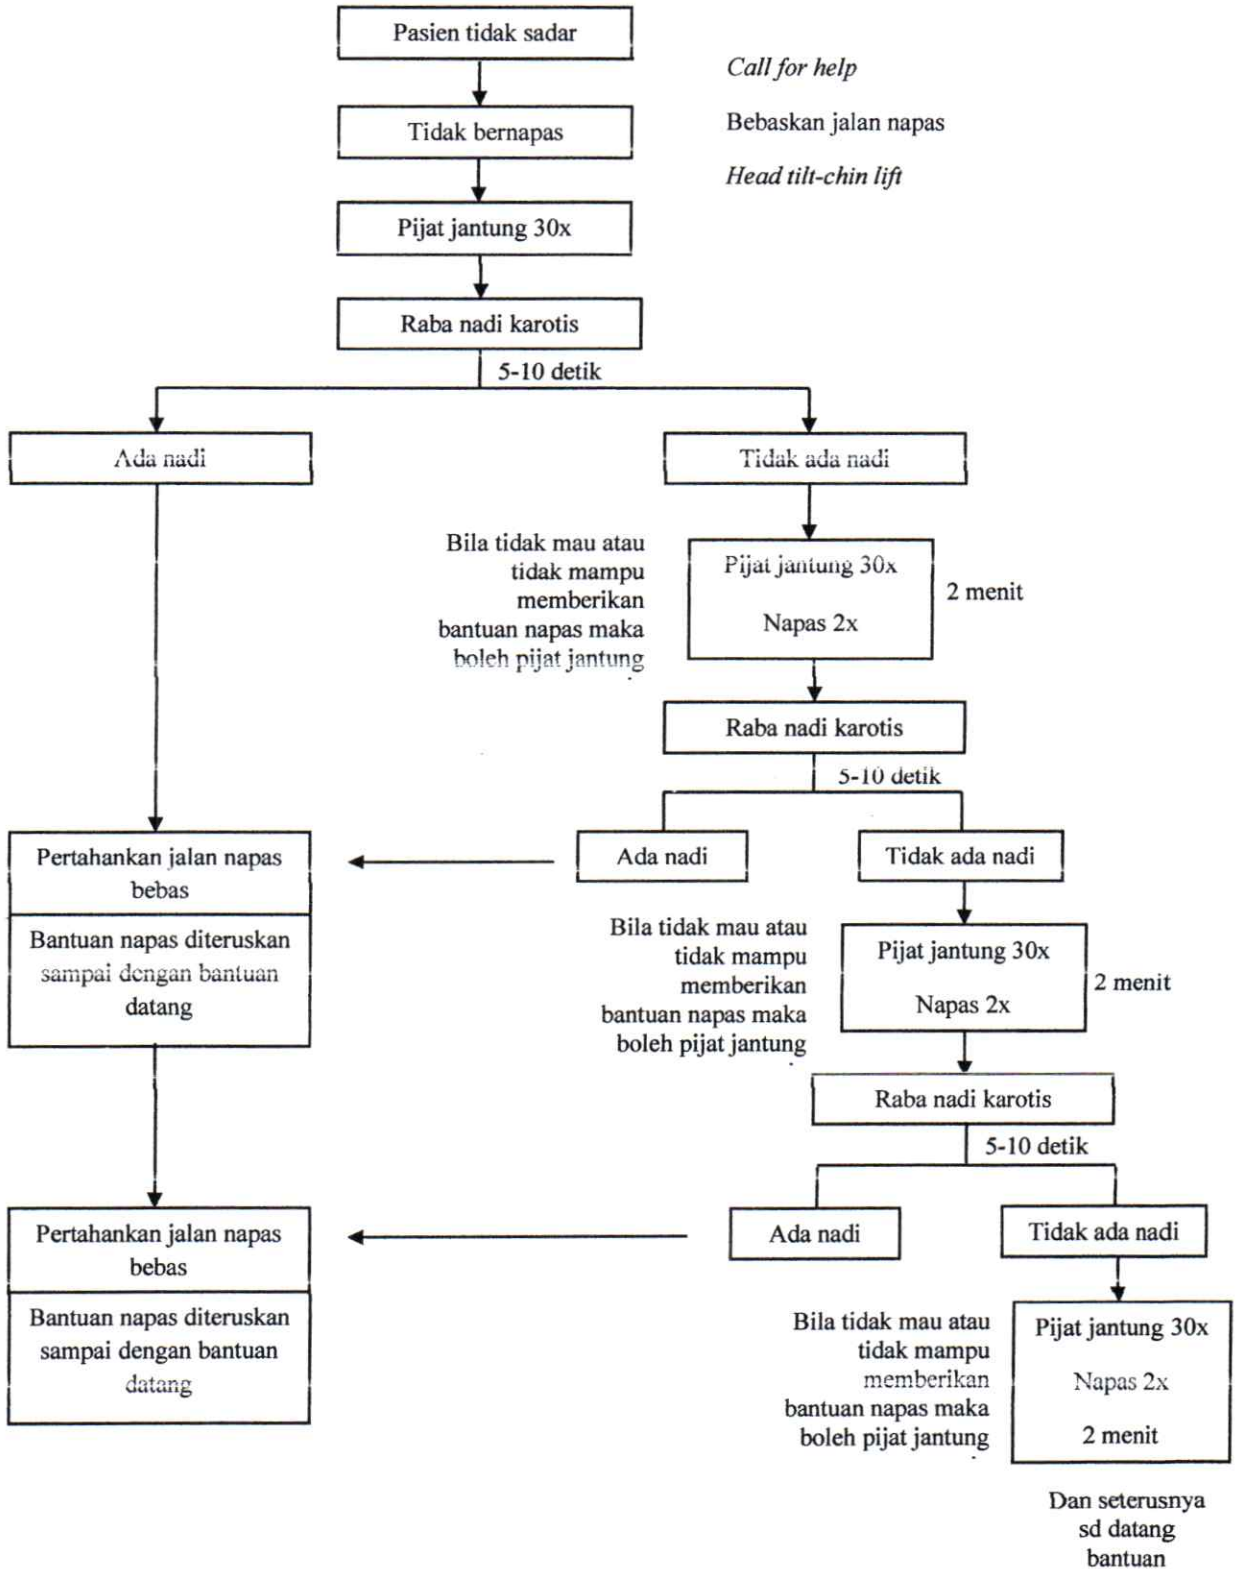 Pasien tidak sadar
Call for help
Tidak bernapas
Bebaskan jalan napas
Head tilt-chin lift
Pijat jantung 30x
Raba nadi karotis
5-10 detik
Ada nadi
Tidak ada nadi
Bila tidak mau atau
tidak mampu
memberikan
bantuan napas maka
boleh pijat jantung
Pijat jantung 30x
Napas 2x
2 menit
Raba nadi karotis
5-10 detik
Pertahankan jalan napas
bebas
Bantuan napas diteruskan
sampai dengan bantuan
datang
Ada nadi
Tidak ada nadi
Bila tidak mau atau
tidak mampu
memberikan
bantuan napas maka
boleh pijat jantung
Pijat jantung 30x
Napas 2x
2 menit
Raba nadi karotis
5-10 detik
Pertahankan jalan napas
bebas
Bantuan napas diteruskan
sampai dengan bantuan
datang
Ada nadi
Tidak ada nadi
Bila tidak mau atau
tidak mampu
memberikan
bantuan napas maka
boleh pijat jantung
Pijat jantung 30x
Napas 2x
2 menit
Dan seterusnya
sd datang
bantuan